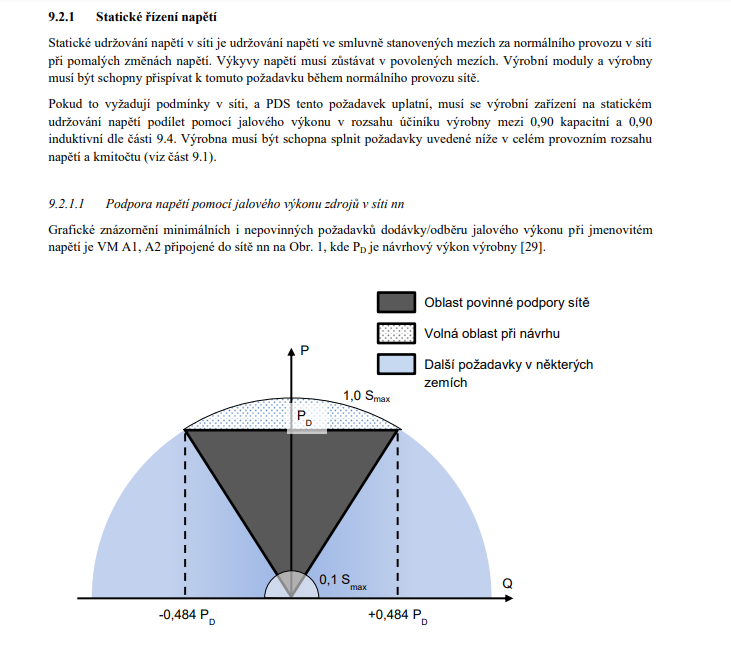 9.2.1 Statické řízení napětí
Statické udržování napětí v síti je udržování napětí ve smluvně stanovených mezích za normálního provozu v síti
při pomalých změnách napětí. Výkyvy napětí musí zůstávat v povolených mezích. Výrobní moduly a výrobny
musí být schopny přispívat k tomuto požadavku během normálního provozu sítě.
Pokud to vyžadují podmínky v síti, a PDS tento požadavek uplatní, musí se výrobní zařízení na statickém
udržování napětí podílet pomocí jalového výkonu v rozsahu účiníku výrobny mezi 0,90 kapacitní a 0,90
induktivní dle části 9.4. Výrobna musí být schopna splnit požadavky uvedené níže v celém provozním rozsahu
napětí a kmitočtu (viz část 9.1).
9.2.1.1 Podpora napětí pomocí jalového výkonu zdrojů v síti nn
Grafické znázornění minimálních i nepovinných požadavků dodávky/odběru jalového výkonu při jmenovitém
napětí je VM A1, A2 připojené do sítě nn na Obr. 1, kde PD je návrhový výkon výrobny [29].
Oblast povinné podpory sítě
Volná oblast při návrhu
Další požadavky v některých
zemích
P
1,0 Smax
PD
0,1 Smax
Q
-0,484 PD
+0,484 PD